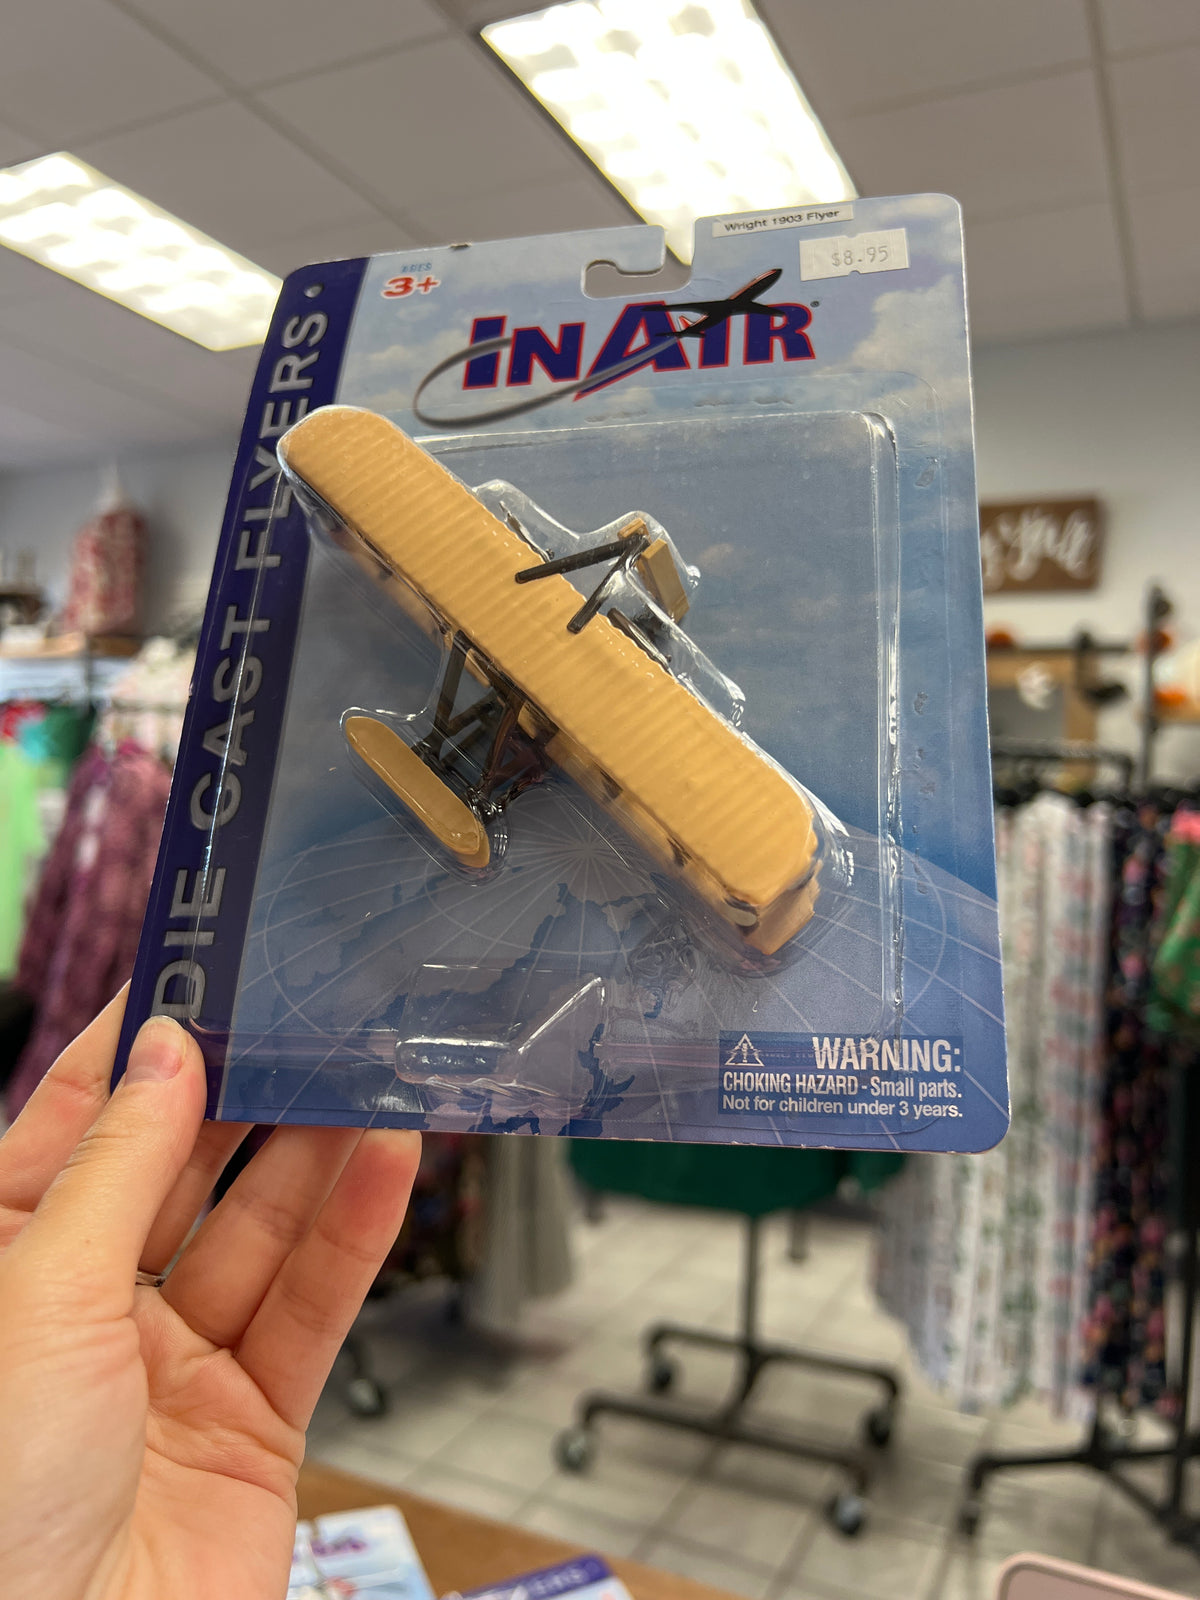 Wright 1903 Flyer
$8.95
AGES
3+
INAIR®
DIE CAST FLYERS
WARNING:
CHOKING HAZARD - Small parts.
Not for children under 3 years.